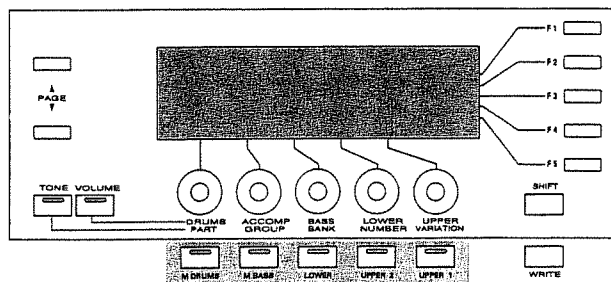 F1
F2
PAGE
F3
F4
F5
TONE VOLUME
SHIFT
DRUMS ACCOMP BASS LOWER UPPER
PART GROUP BANK NUMBER VARIATION
M.DRUMS M.BASS LOWER UPPER 2 UPPER 1
WRITE